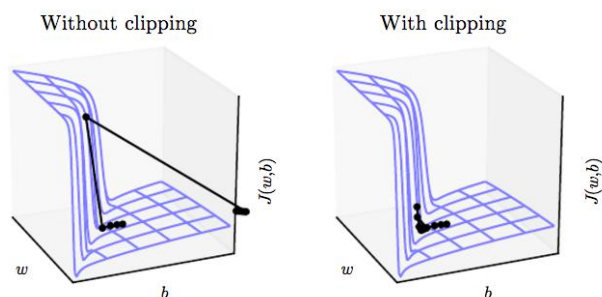 Without clipping
With clipping
J(w,b)
w
b
J(w,b)
w
b